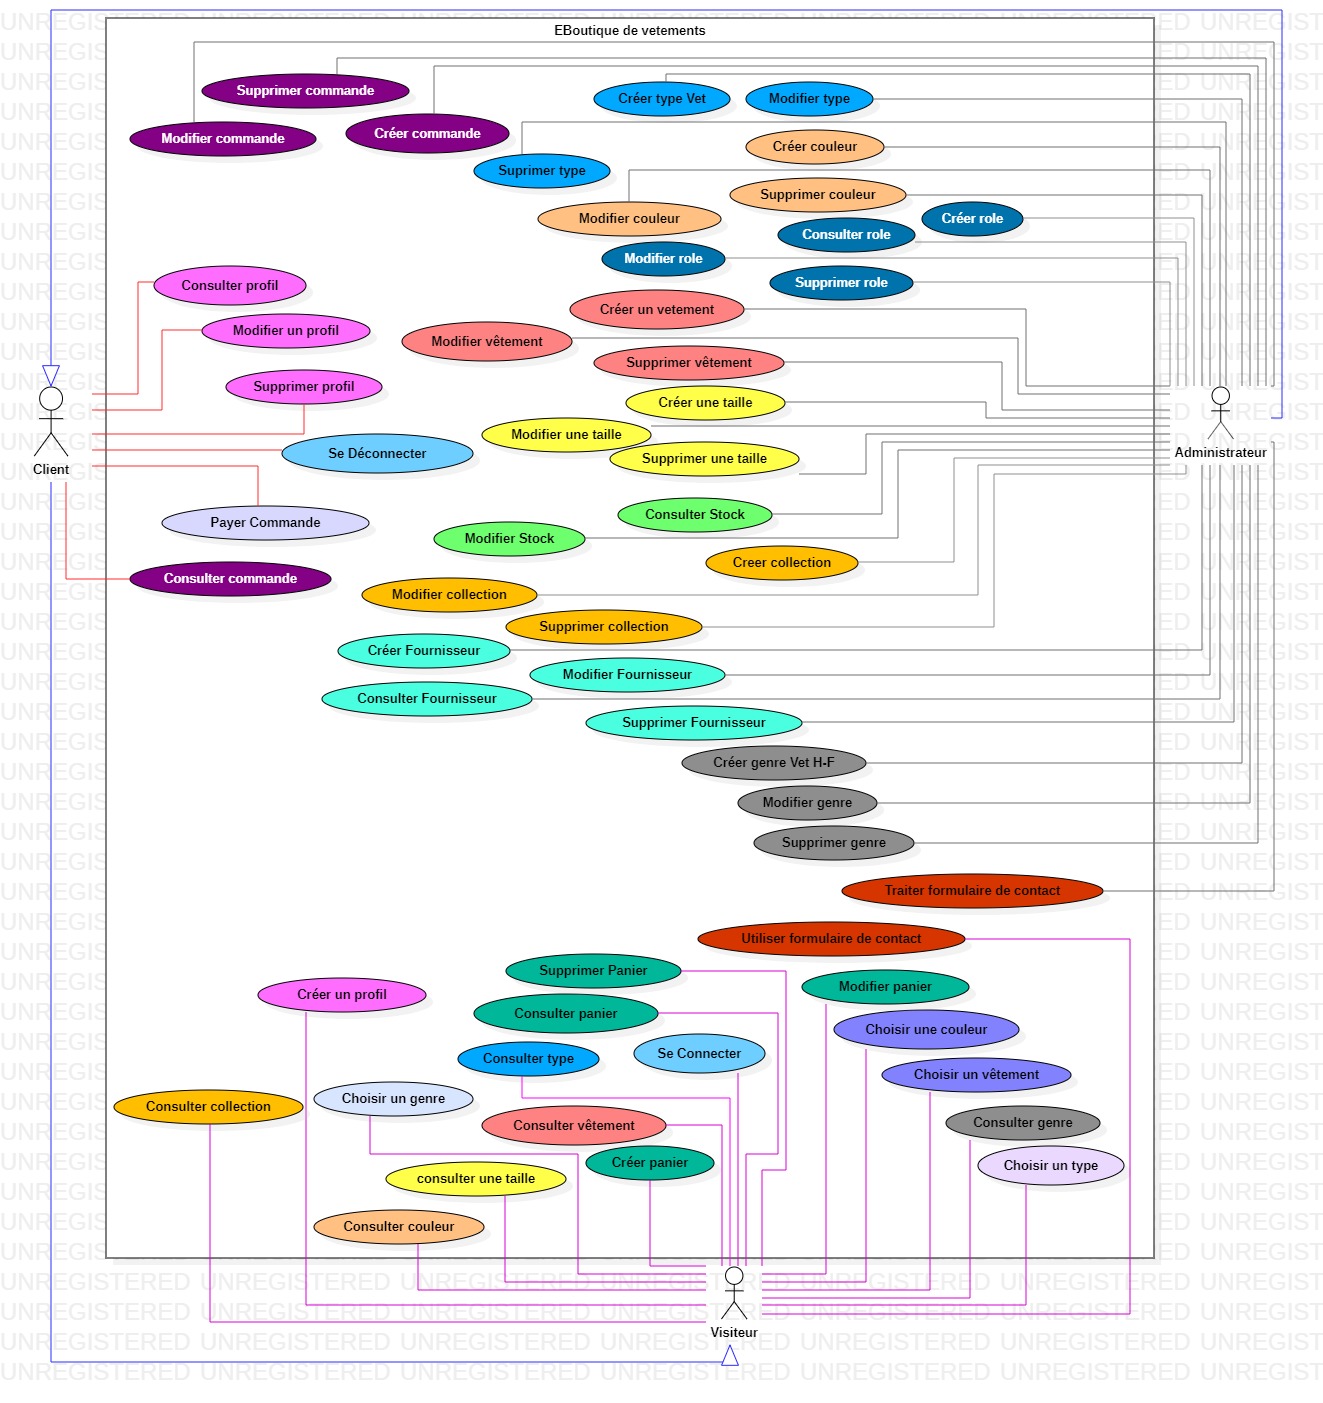 EBoutique de vetements
Supprimer commande
Créer type Vet
Modifier type
Modifier commande
Créer commande
Créer couleur
Suprimer type
Supprimer couleur
Modifier couleur
Créer role
Consulter role
Modifier role
Supprimer role
Consulter profil
Créer un vetement
Modifier un profil
Modifier vêtement
Supprimer vêtement
Supprimer profil
Créer une taille
Modifier une taille
Se Déconnecter
Supprimer une taille
Client
Administrateur
Consulter Stock
Payer Commande
Modifier Stock
Creer collection
Consulter commande
Modifier collection
Supprimer collection
Créer Fournisseur
Modifier Fournisseur
Consulter Fournisseur
Supprimer Fournisseur
Créer genre Vet H-F
Modifier genre
Supprimer genre
Traiter formulaire de contact
Utiliser formulaire de contact
Supprimer Panier
Modifier panier
Créer un profil
Consulter panier
Choisir une couleur
Se Connecter
Consulter type
Choisir un vêtement
Choisir un genre
Consulter collection
Consulter vêtement
Consulter genre
Créer panier
Choisir un type
consulter une taille
Consulter couleur
Visiteur
UNREGISTERED